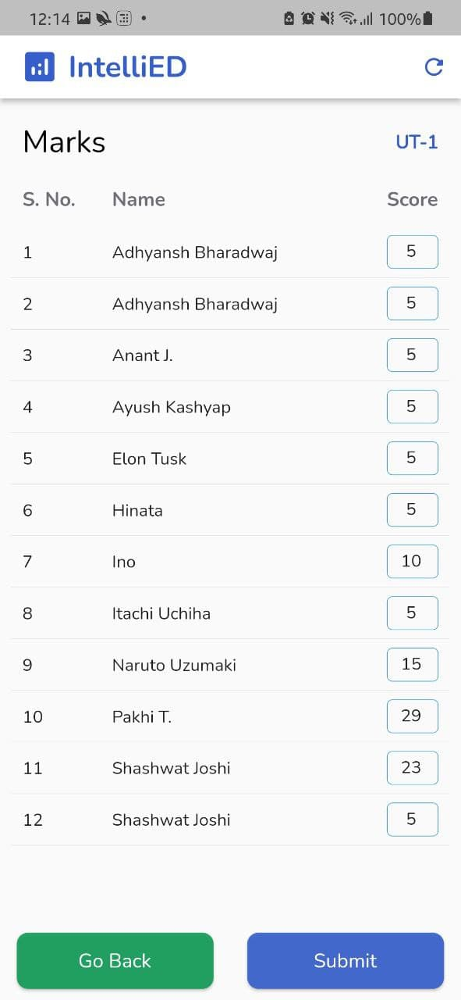 12:14 100%
IntelliED
Marks UT-1
S. No. Name Score
1 Adhyansh Bharadwaj 5
2 Adhyansh Bharadwaj 5
3 Anant J. 5
4 Ayush Kashyap 5
5 Elon Tusk 5
6 Hinata 5
7 Ino 10
8 Itachi Uchiha 5
9 Naruto Uzumaki 15
10 Pakhi T. 29
11 Shashwat Joshi 23
12 Shashwat Joshi 5
Go Back Submit